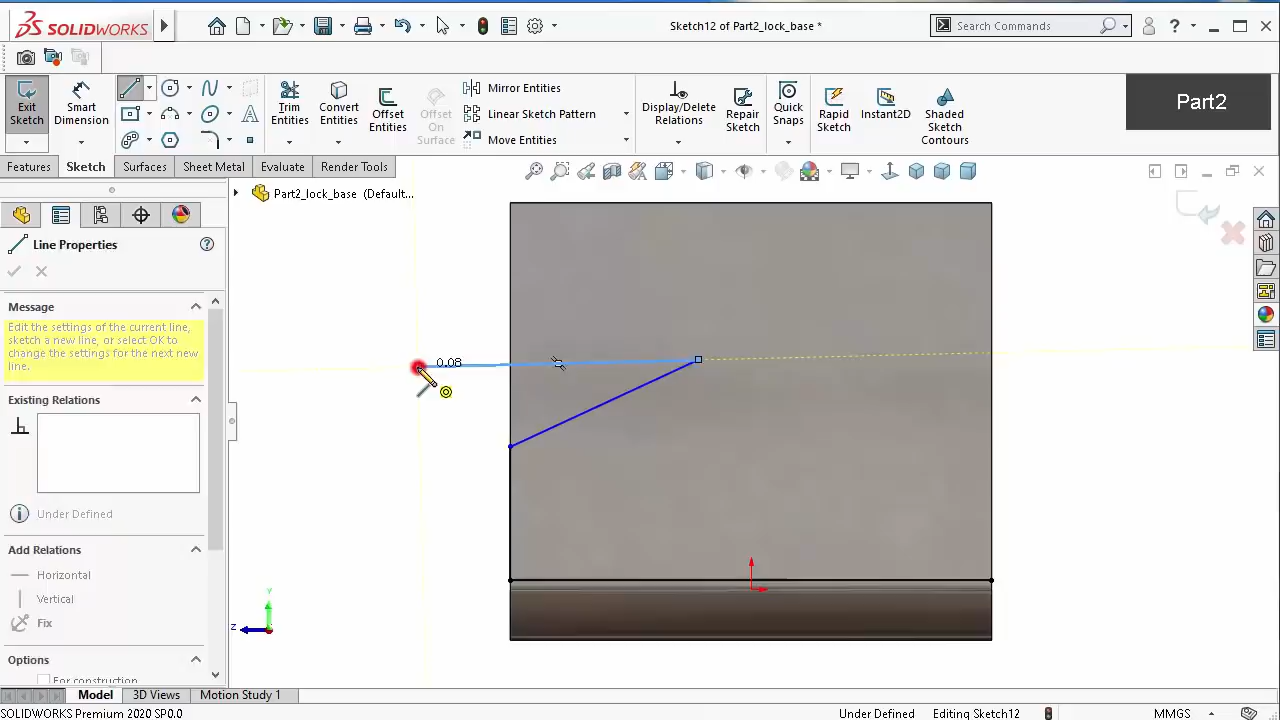 SOLIDWORKS
Sketch12 of Part2_lock_base *
Search Commands
Exit Sketch
Smart Dimension
Trim Entities
Convert Entities
Offset Entities
Offset On Surface
Mirror Entities
Linear Sketch Pattern
Move Entities
Display/Delete Relations
Repair Sketch
Quick Snaps
Rapid Sketch
Instant2D
Shaded Sketch Contours
Part2
Features
Sketch
Surfaces
Sheet Metal
Evaluate
Render Tools
Part2_lock_base (Default...
Line Properties
Message
Edit the settings of the current line,
sketch a new line, or select OK to
change the settings for the next new
line.
Existing Relations
Under Defined
Add Relations
Horizontal
Vertical
Fix
Options
For construction
0.08
Y
Z
Model
3D Views
Motion Study 1
SOLIDWORKS Premium 2020 SP0.0
Under Defined
Editing Sketch12
MMGS